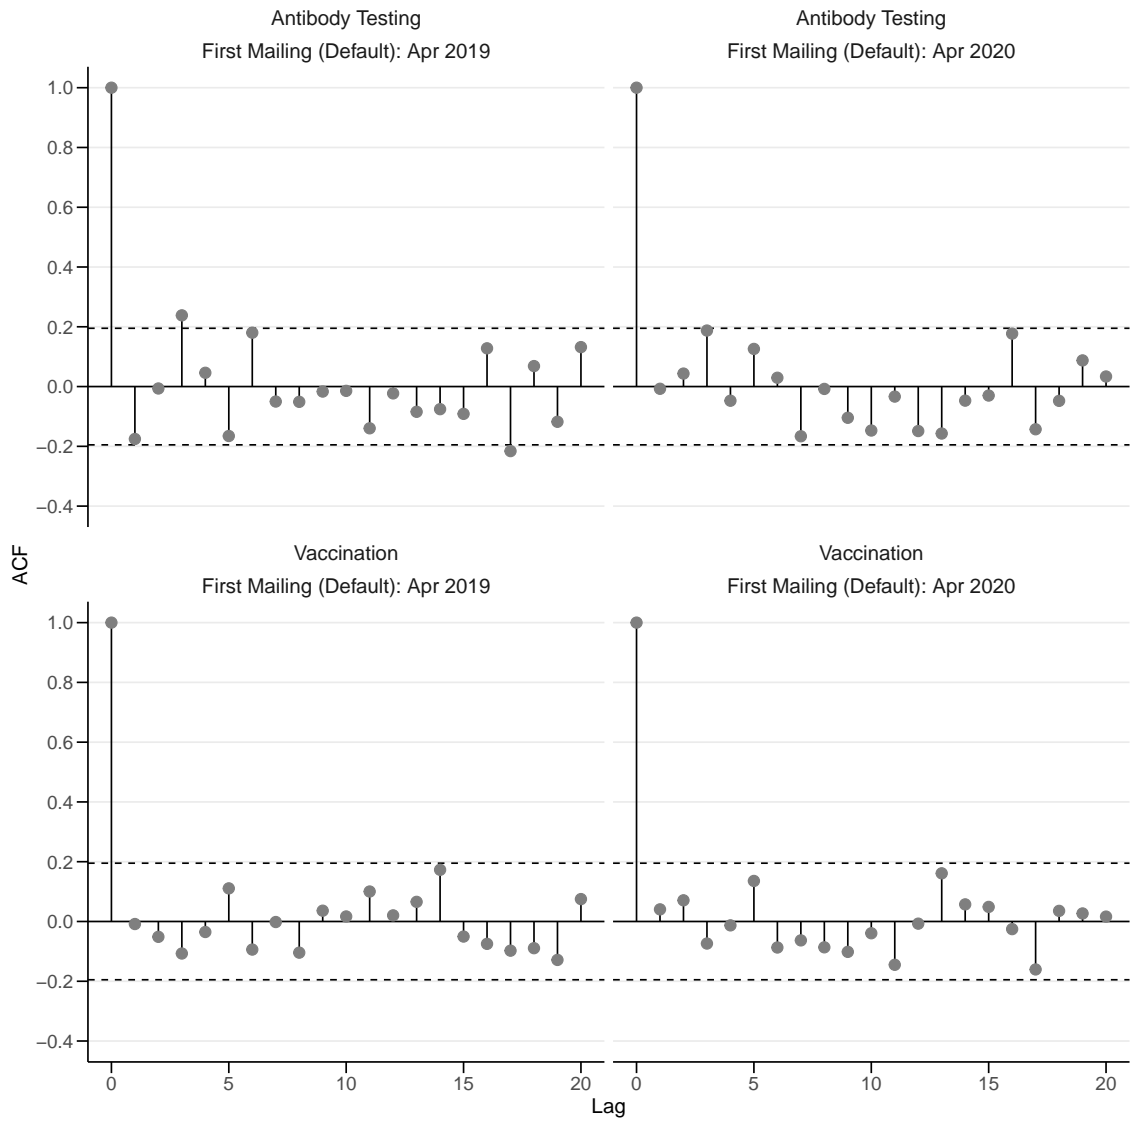 Antibody Testing
First Mailing (Default): Apr 2019
Antibody Testing
First Mailing (Default): Apr 2020
1.0
0.8
0.6
0.4
0.2
0.0
−0.2
−0.4
ACF
Vaccination
First Mailing (Default): Apr 2019
Vaccination
First Mailing (Default): Apr 2020
1.0
0.8
0.6
0.4
0.2
0.0
−0.2
−0.4
0 5 10 15 20
0 5 10 15 20
Lag